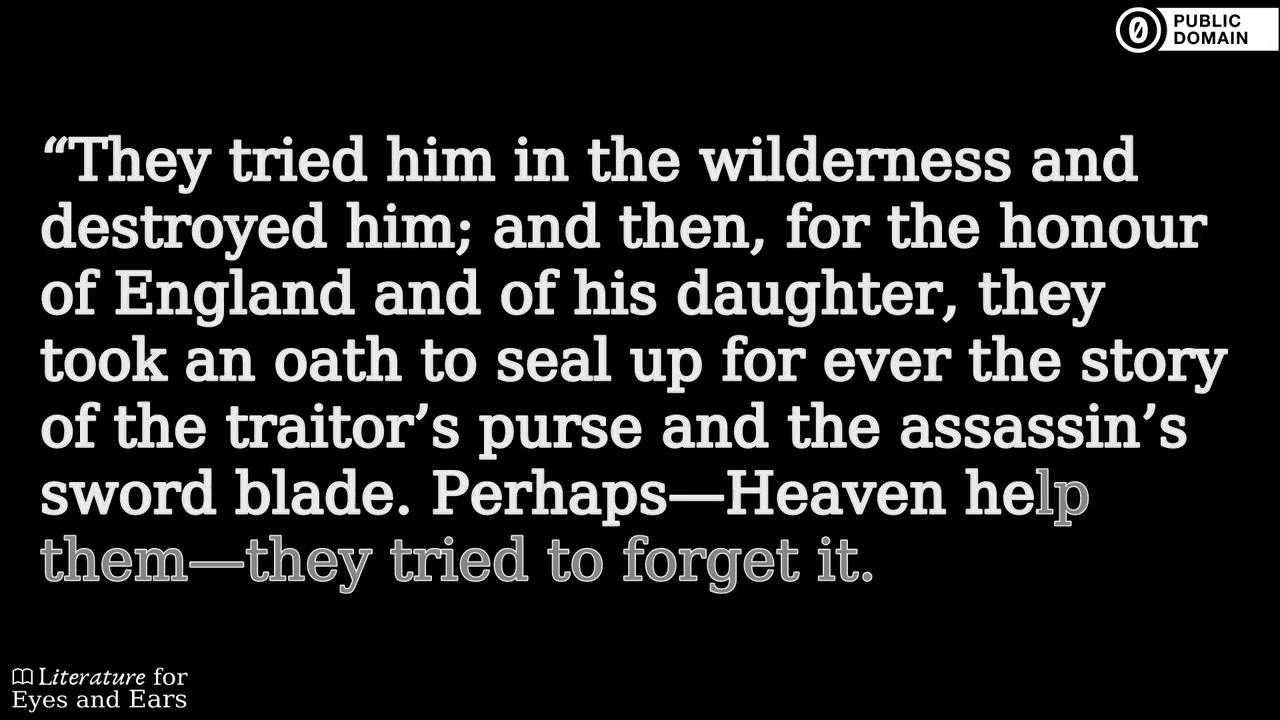 PUBLIC
DOMAIN
“They tried him in the wilderness and
destroyed him; and then, for the honour
of England and of his daughter, they
took an oath to seal up for ever the story
of the traitor’s purse and the assassin’s
sword blade. Perhaps—Heaven help
them—they tried to forget it.
Literature for
Eyes and Ears